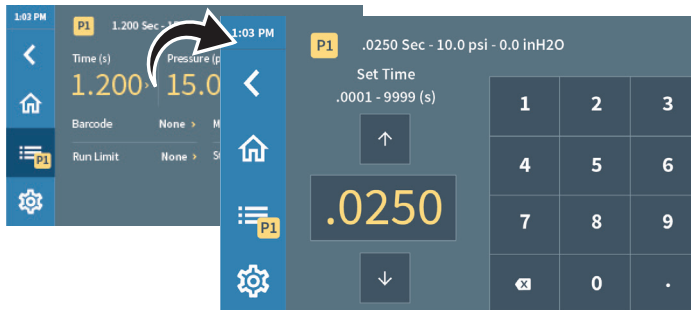 1:03 PM
P1 1.200 Sec - 1
Time (s) Pressure (p
1.200 15.0
Barcode None M
Run Limit None
P1
1:03 PM
P1 .0250 Sec - 10.0 psi - 0.0 inH2O
Set Time
.0001 - 9999 (s)
.0250
P1
1 2 3
4 5 6
7 8 9
0 .